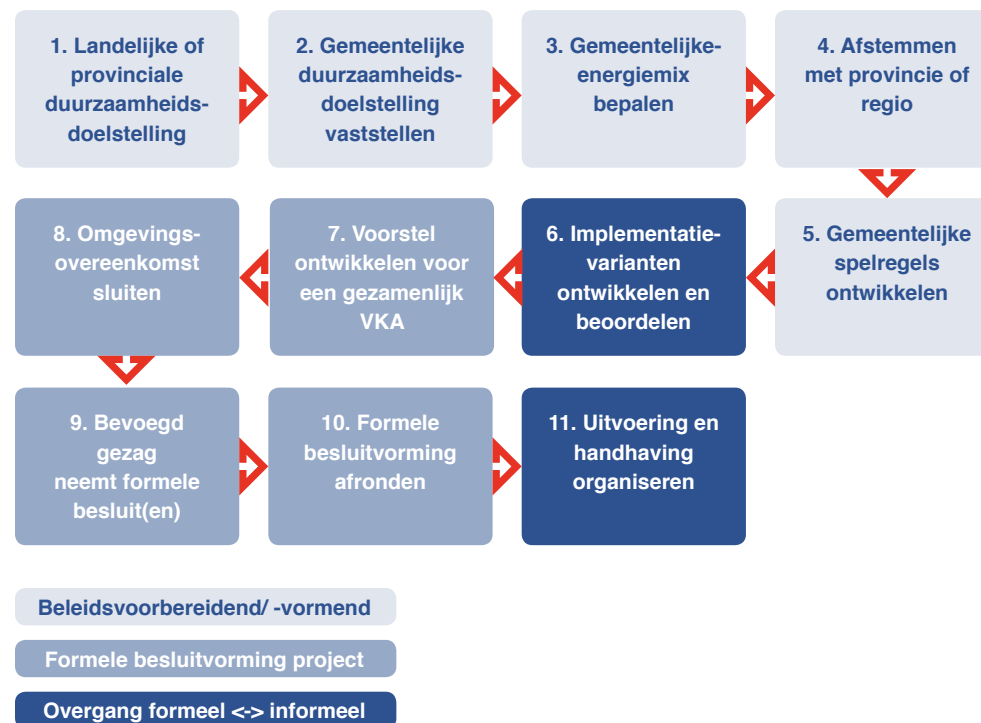 1. Landelijke of
provinciale
duurzaamheids-
doelstelling
2. Gemeentelijke
duurzaamheids-
doelstelling
vaststellen
3. Gemeentelijke-
energiemix
bepalen
4. Afstemmen
met provincie of
regio
5. Gemeentelijke
spelregels
ontwikkelen
6. Implementatie-
varianten
ontwikkelen en
beoordelen
7. Voorstel
ontwikkelen voor
een gezamenlijk
VKA
8. Omgevings-
overeenkomst
sluiten
9. Bevoegd
gezag
neemt formele
besluit(en)
10. Formele
besluitvorming
afronden
11. Uitvoering en
handhaving
organiseren
Beleidsvoorbereidend/ -vormend
Formele besluitvorming project
Overgang formeel <-> informeel